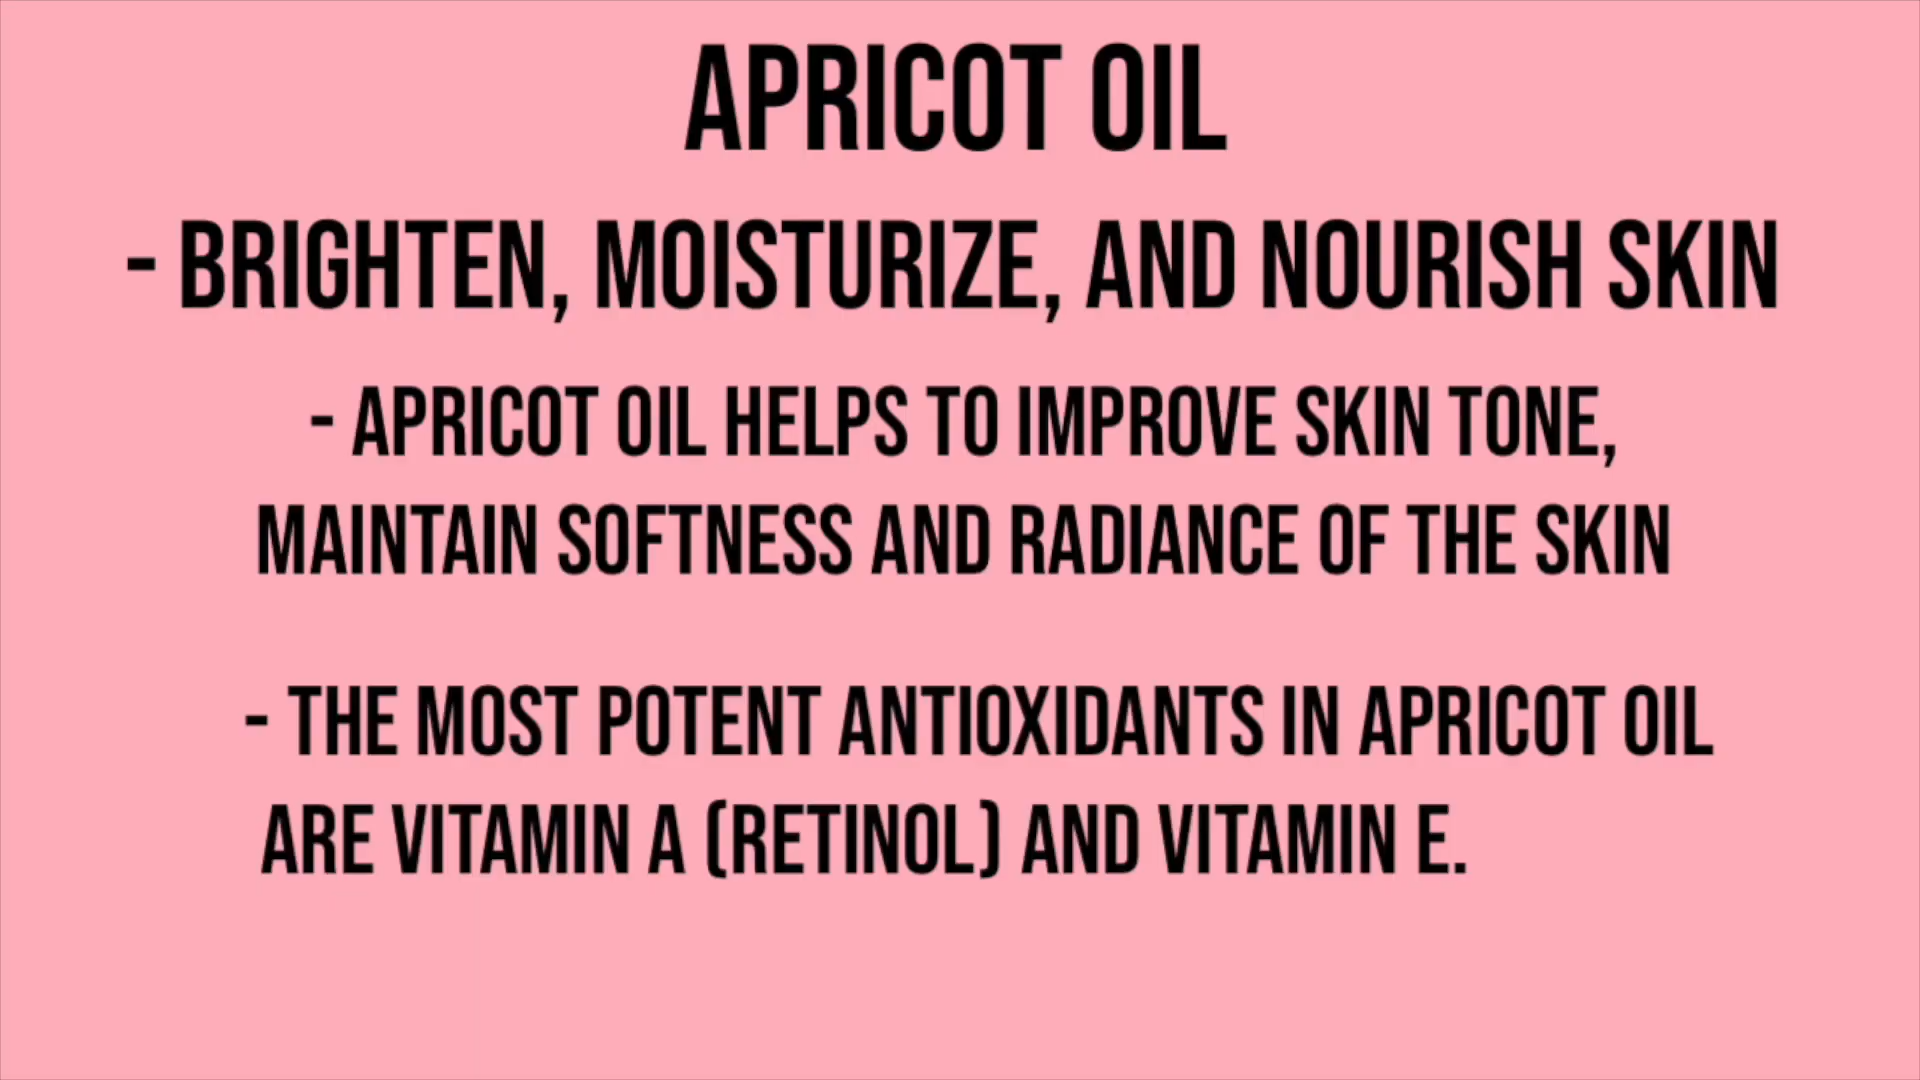 APRICOT OIL
- BRIGHTEN, MOISTURIZE, AND NOURISH SKIN
- APRICOT OIL HELPS TO IMPROVE SKIN TONE,
MAINTAIN SOFTNESS AND RADIANCE OF THE SKIN
- THE MOST POTENT ANTIOXIDANTS IN APRICOT OIL
ARE VITAMIN A (RETINOL) AND VITAMIN E.